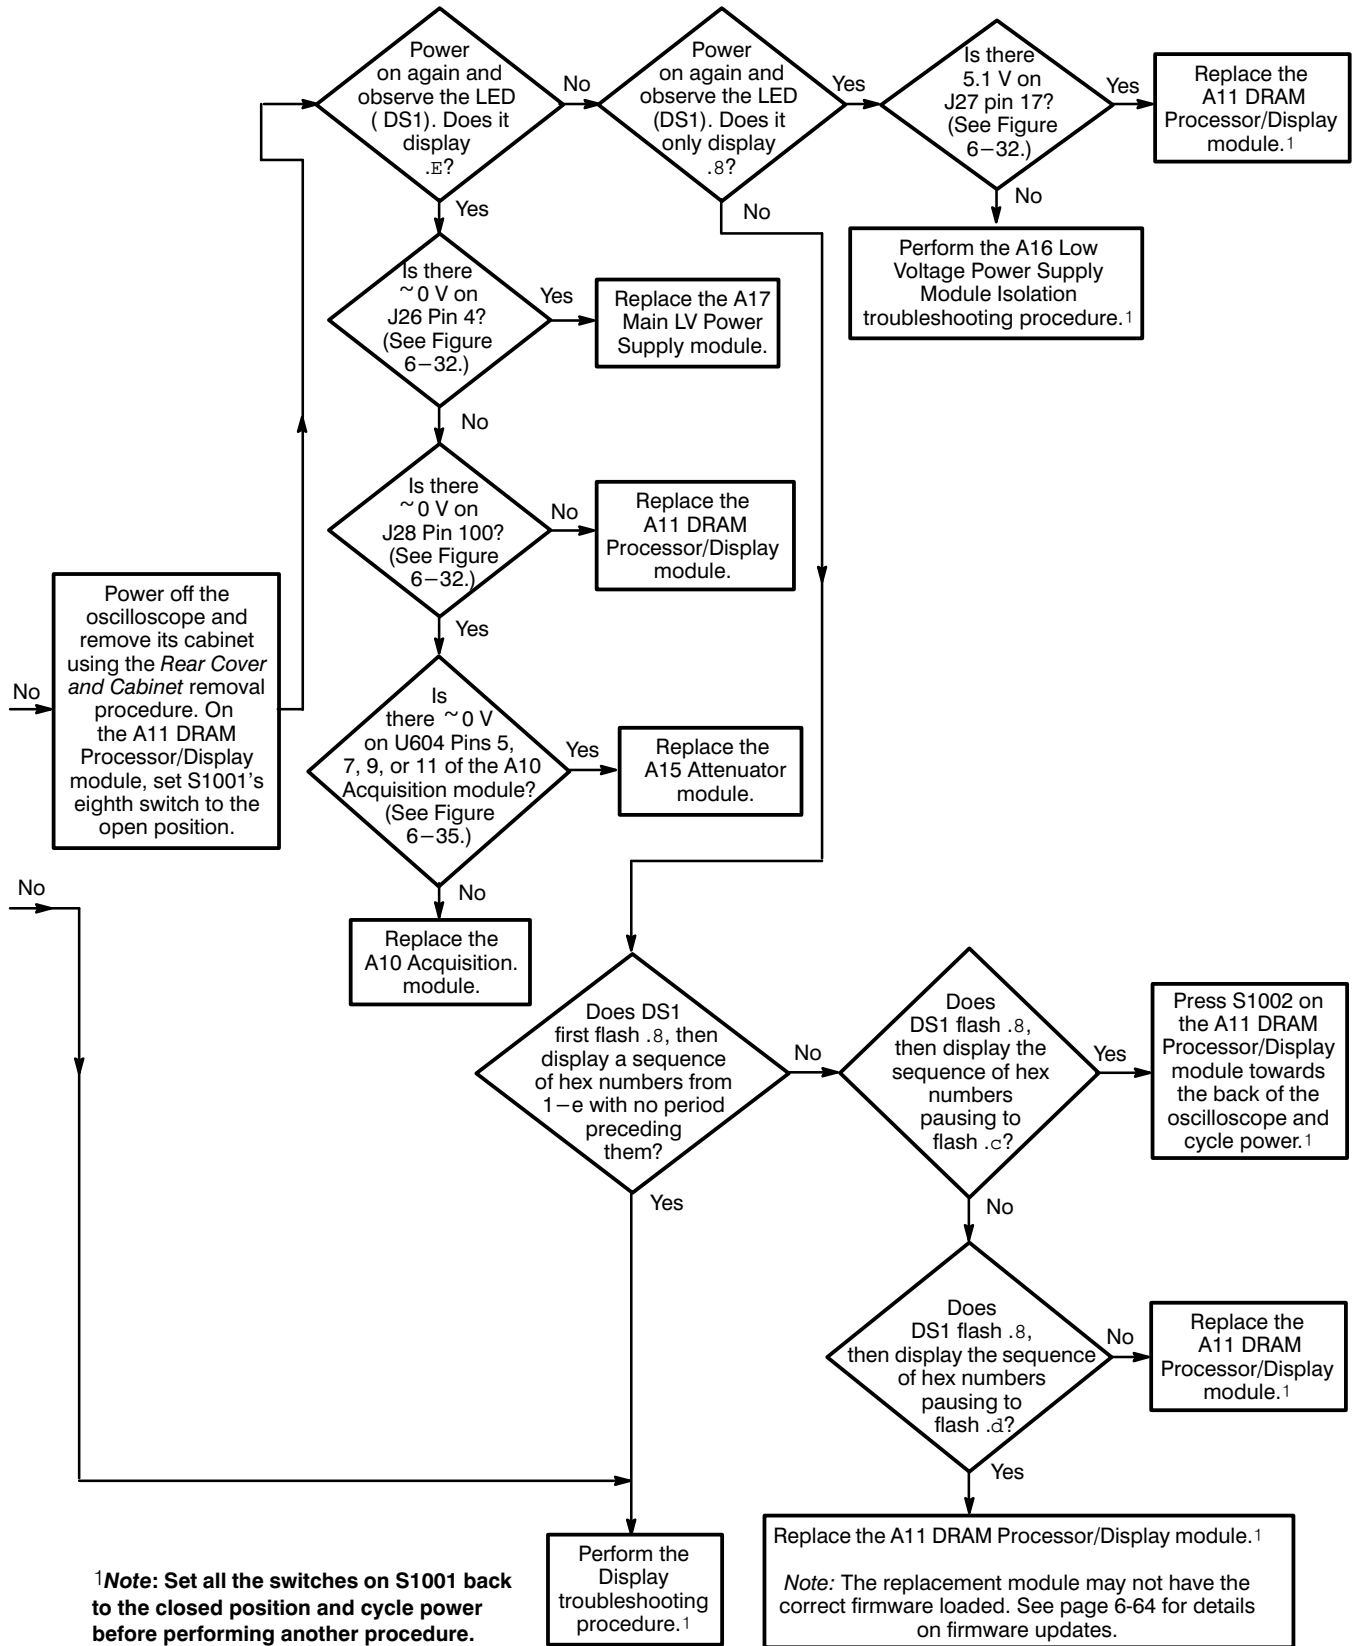 Power
on again and
observe the LED
( DS1). Does it
display
.E?
No
Yes
Power
on again and
observe the LED
(DS1). Does it
only display
.8?
Yes
No
Is there
5.1 V on
J27 pin 17?
(See Figure
6−32.)
Yes
No
Replace the
A11 DRAM
Processor/Display
module.1
Perform the A16 Low
Voltage Power Supply
Module Isolation
troubleshooting procedure.1
Is there
~0 V on
J26 Pin 4?
(See Figure
6−32.)
Yes
No
Replace the A17
Main LV Power
Supply module.
Is there
~0 V on
J28 Pin 100?
(See Figure
6−32.)
No
Yes
Replace the
A11 DRAM
Processor/Display
module.
No
Power off the
oscilloscope and
remove its cabinet
using the Rear Cover
and Cabinet removal
procedure. On
the A11 DRAM
Processor/Display
module, set S1001's
eighth switch to the
open position.
Is
there ~0 V
on U604 Pins 5,
7, 9, or 11 of the A10
Acquisition module?
(See Figure
6−35.)
Yes
No
Replace the
A15 Attenuator
module.
Replace the
A10 Acquisition.
module.
No
Does DS1
first flash .8, then
display a sequence
of hex numbers from
1−e with no period
preceding
them?
No
Yes
Does
DS1 flash .8,
then display the
sequence of hex
numbers
pausing to
flash .c?
Yes
No
Press S1002 on
the A11 DRAM
Processor/Display
module towards
the back of the
oscilloscope and
cycle power.1
Does
DS1 flash .8,
then display the sequence
of hex numbers
pausing to
flash .d?
No
Yes
Replace the
A11 DRAM
Processor/Display
module.1
Perform the
Display
troubleshooting
procedure.1
Replace the A11 DRAM Processor/Display module.1
Note: The replacement module may not have the
correct firmware loaded. See page 6-64 for details
on firmware updates.
1Note: Set all the switches on S1001 back
to the closed position and cycle power
before performing another procedure.